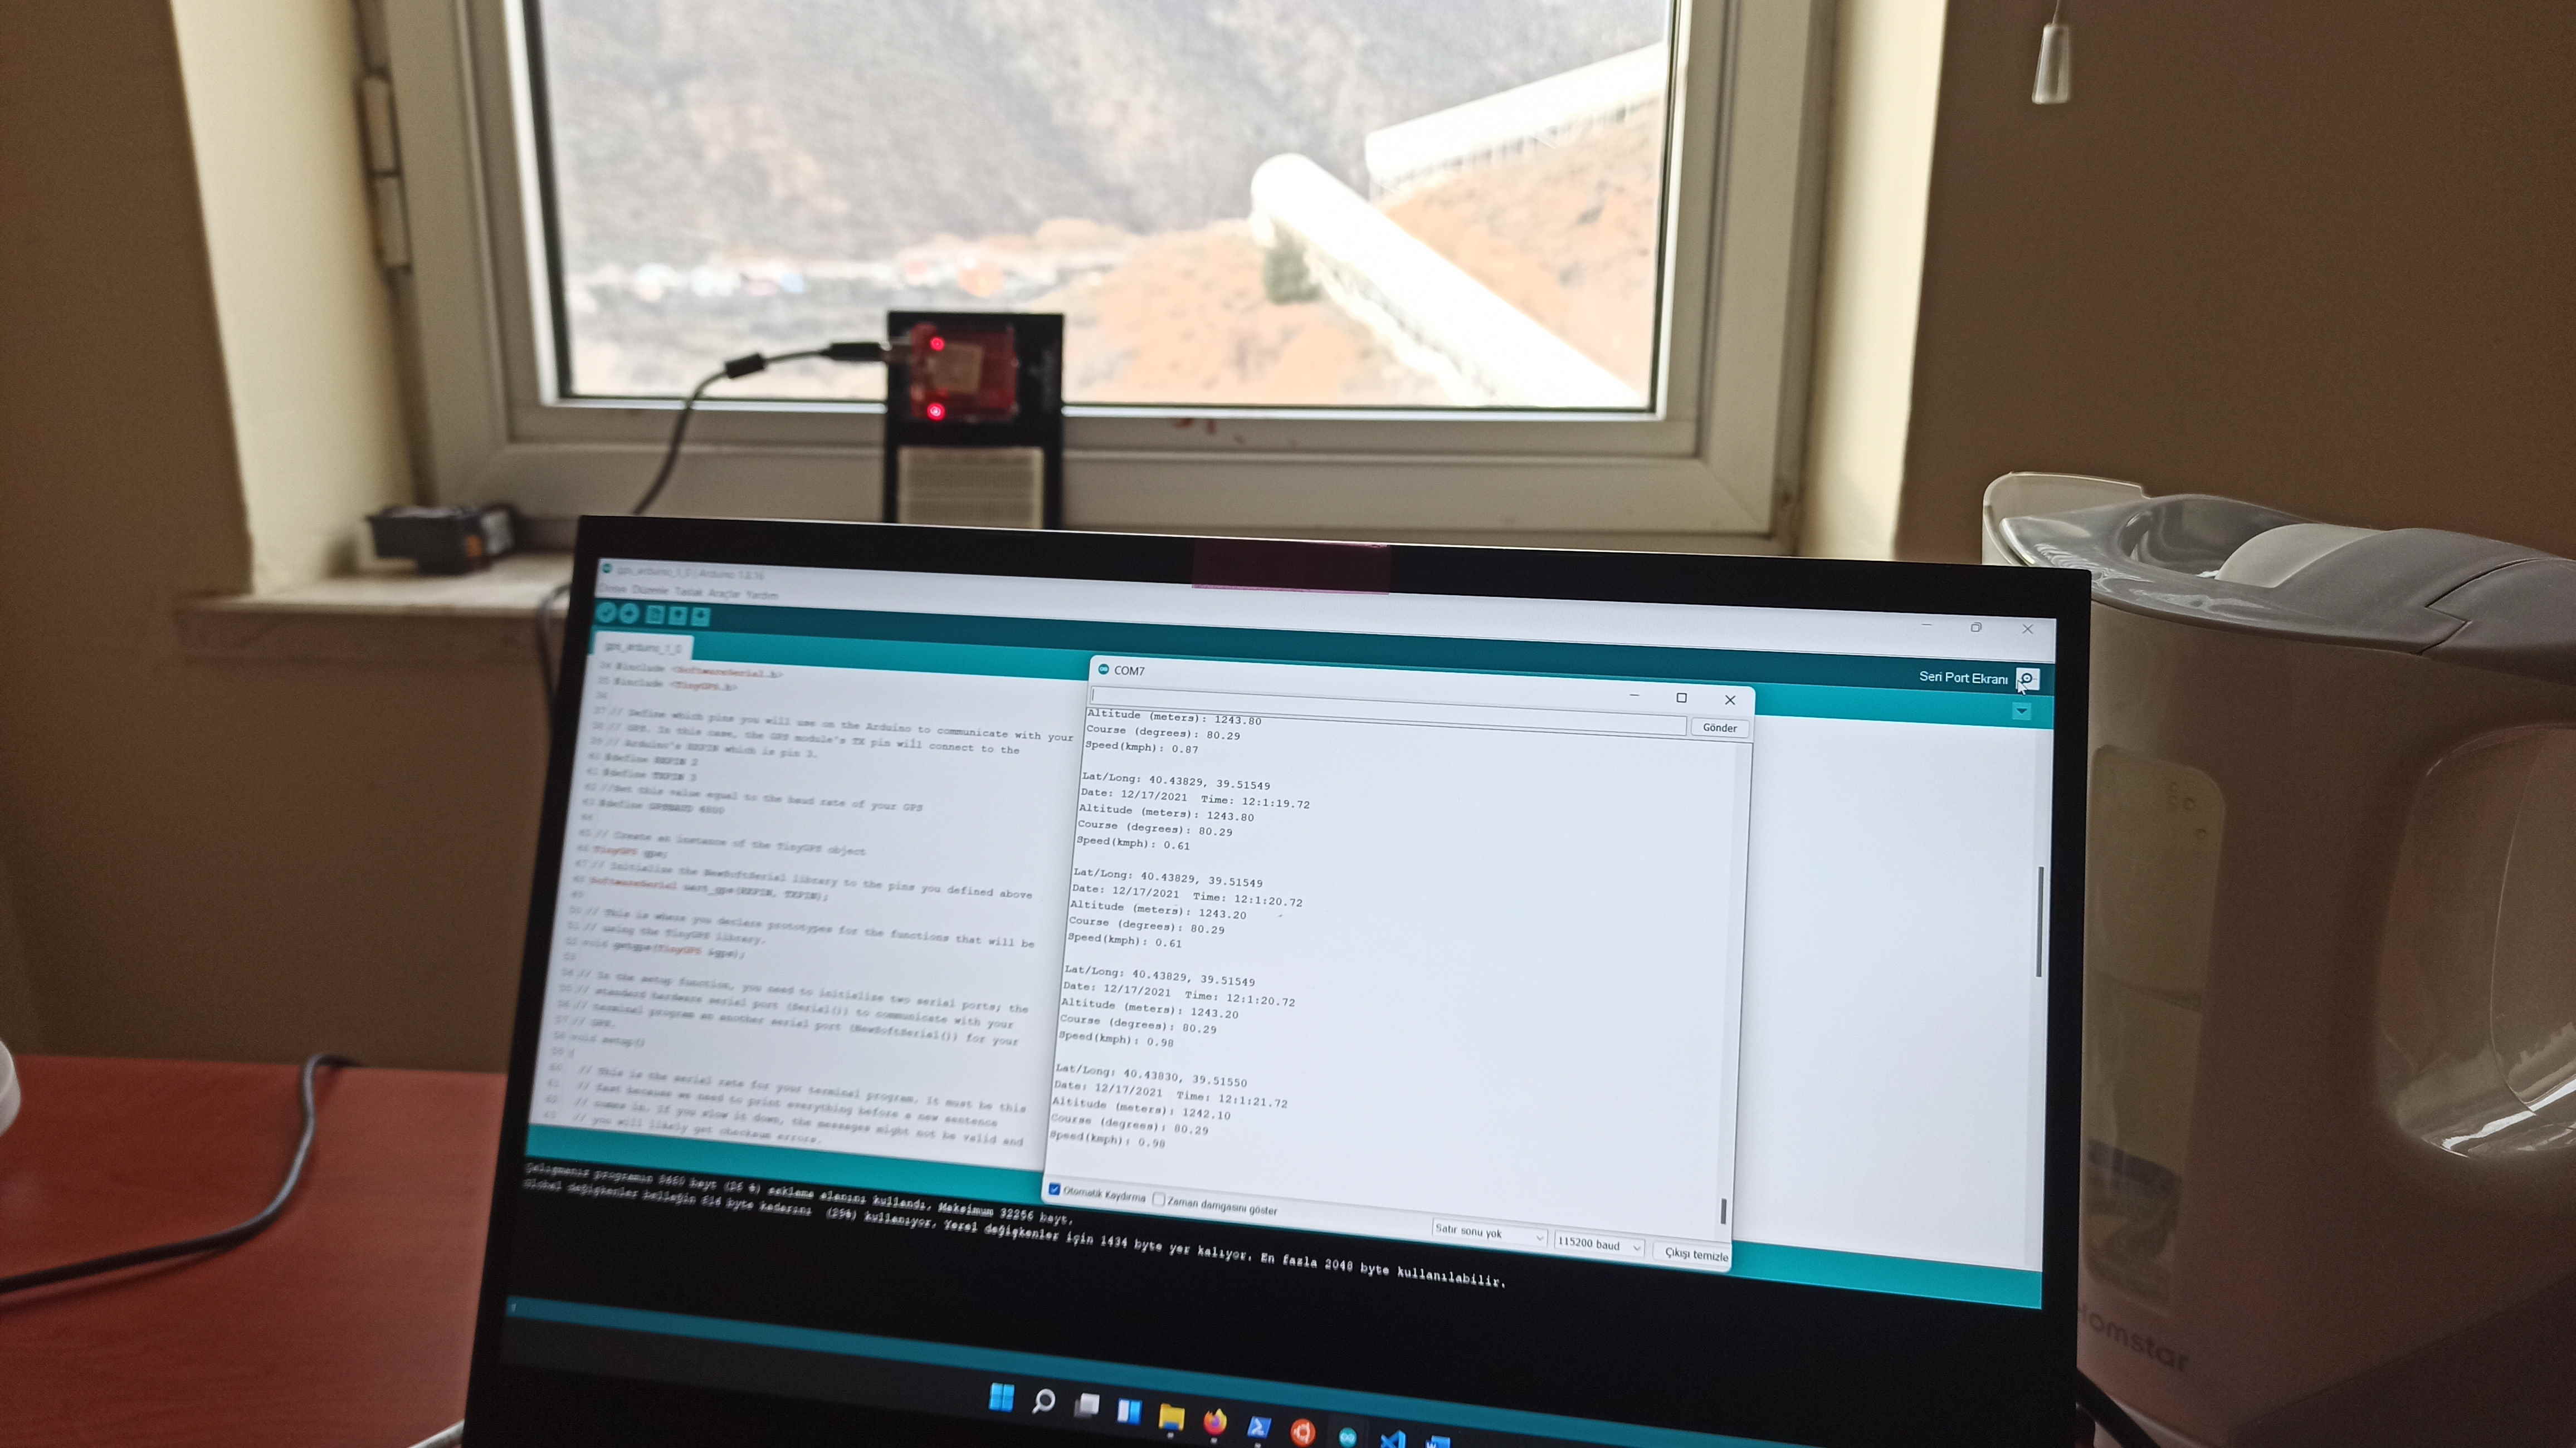 gps_arduino_1_0 | Arduino 1.8.16
Dosya Düzenle Taslak Araçlar Yardım
Seri Port Ekranı
gps_arduino_1_0
#include <SoftwareSerial.h>
#include <TinyGPS.h>
37 // Define which pins you will use on the Arduino to communicate with your
38 // GPS. In this case, the GPS module's TX pin will connect to the
39 // Arduino's RXPIN which is pin 3.
#define RXPIN 2
#define TXPIN 3
42 //Set this value equal to the baud rate of your GPS
43 #define GPSBAUD 4800
44
45 // Create an instance of the TinyGPS object
46 TinyGPS gps;
47 // Initialize the NewSoftSerial library to the pins you defined above
48 SoftwareSerial uart_gps(RXPIN, TXPIN);
49
50 // This is where you declare prototypes for the functions that will be
51 // using the TinyGPS library.
52 void getgps(TinyGPS &gps);
53
54 // In the setup function, you need to initialize two serial ports; the
55 // standard hardware serial port (Serial()) to communicate with your
56 // terminal program an another serial port (NewSoftSerial()) for your
57 // GPS.
58 void setup()
59 {
60 // This is the serial rate for your terminal program. It must be this
61 // fast because we need to print everything before a new sentence
62 // comes in. If you slow it down, the messages might not be valid and
63 // you will likely get checksum errors.
COM7
Gönder
Altitude (meters): 1243.80
Course (degrees): 80.29
Speed(kmph): 0.87
Lat/Long: 40.43829, 39.51549
Date: 12/17/2021 Time: 12:1:19.72
Altitude (meters): 1243.80
Course (degrees): 80.29
Speed(kmph): 0.61
Lat/Long: 40.43829, 39.51549
Date: 12/17/2021 Time: 12:1:20.72
Altitude (meters): 1243.20
Course (degrees): 80.29
Speed(kmph): 0.61
Lat/Long: 40.43829, 39.51549
Date: 12/17/2021 Time: 12:1:20.72
Altitude (meters): 1243.20
Course (degrees): 80.29
Speed(kmph): 0.98
Lat/Long: 40.43830, 39.51550
Date: 12/17/2021 Time: 12:1:21.72
Altitude (meters): 1242.10
Course (degrees): 80.29
Speed(kmph): 0.98
Otomatik Kaydırma Zaman damgasını göster
Satır sonu yok
115200 baud
Çıkışı temizle
Çalışmanız programın 8660 bayt (26 %) saklama alanını kullandı. Maksimum 32256 bayt.
Global değişkenler belleğin 614 byte kadarını (29%) kullanıyor. Yerel değişkenler için 1434 byte yer kalıyor. En fazla 2048 byte kullanılabilir.
Homstar